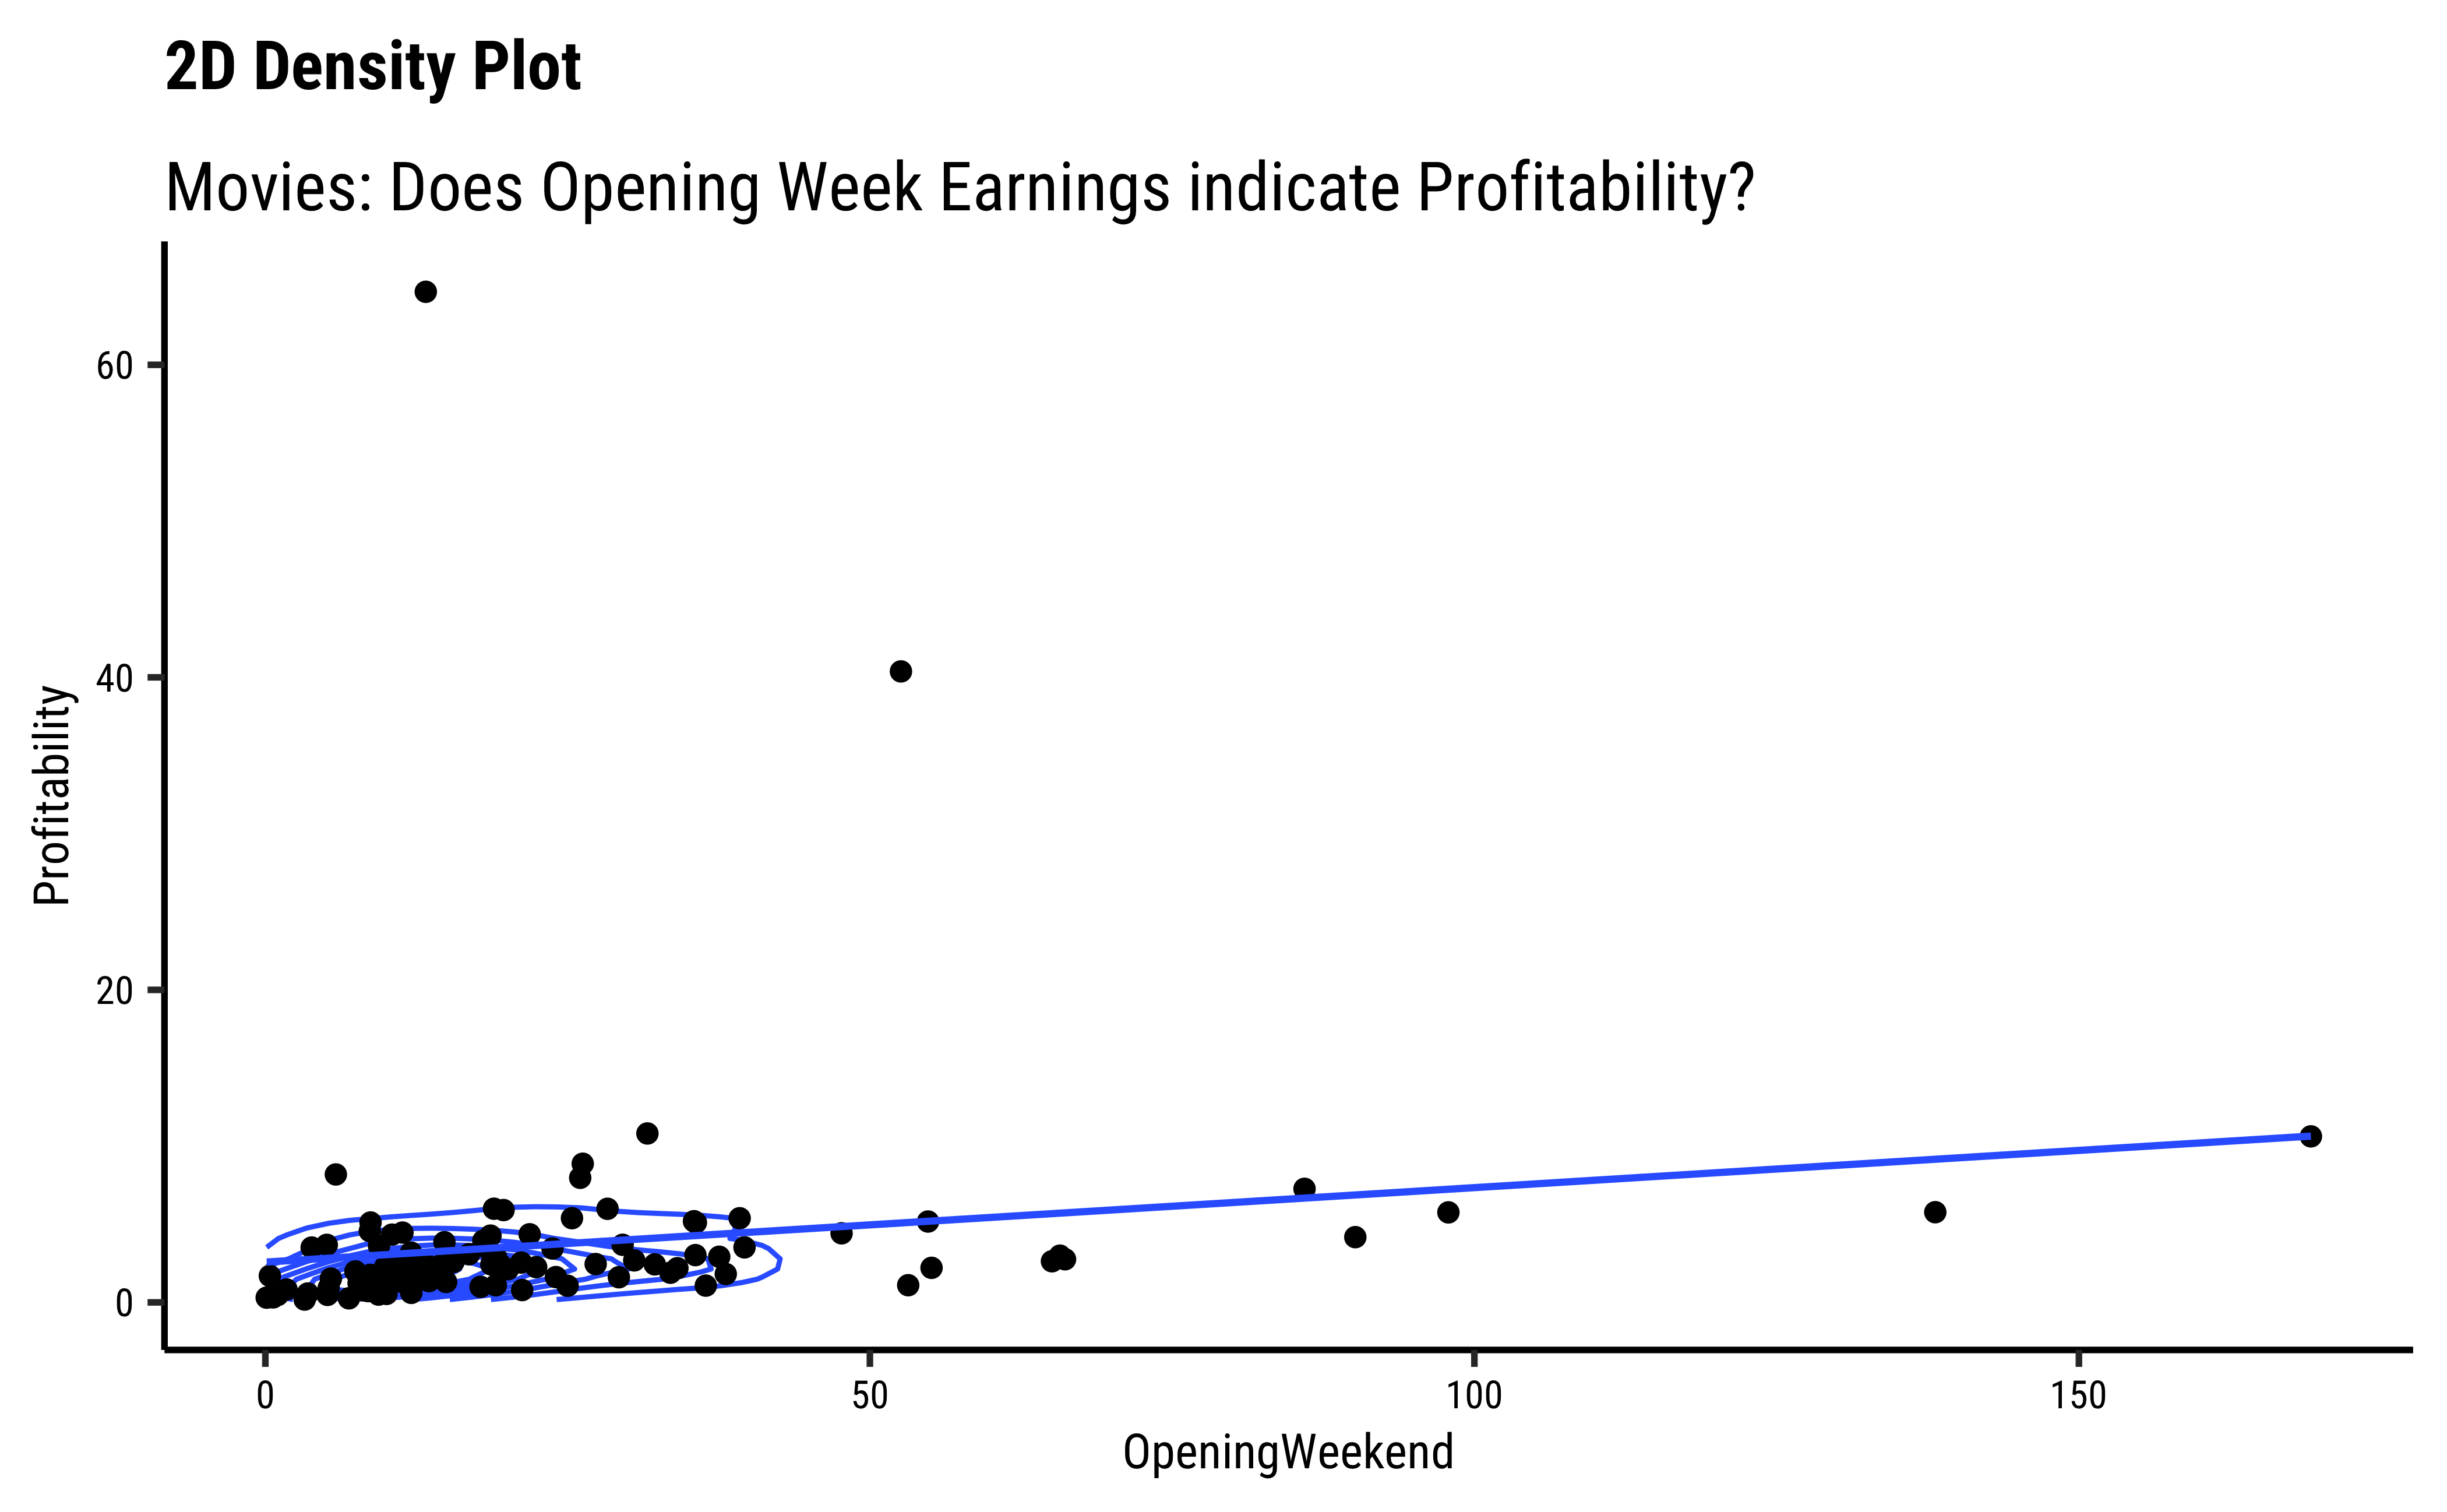 2D Density Plot
Movies: Does Opening Week Earnings indicate Profitability?
Profitability
60
40
20
0
0 50 100 150
OpeningWeekend